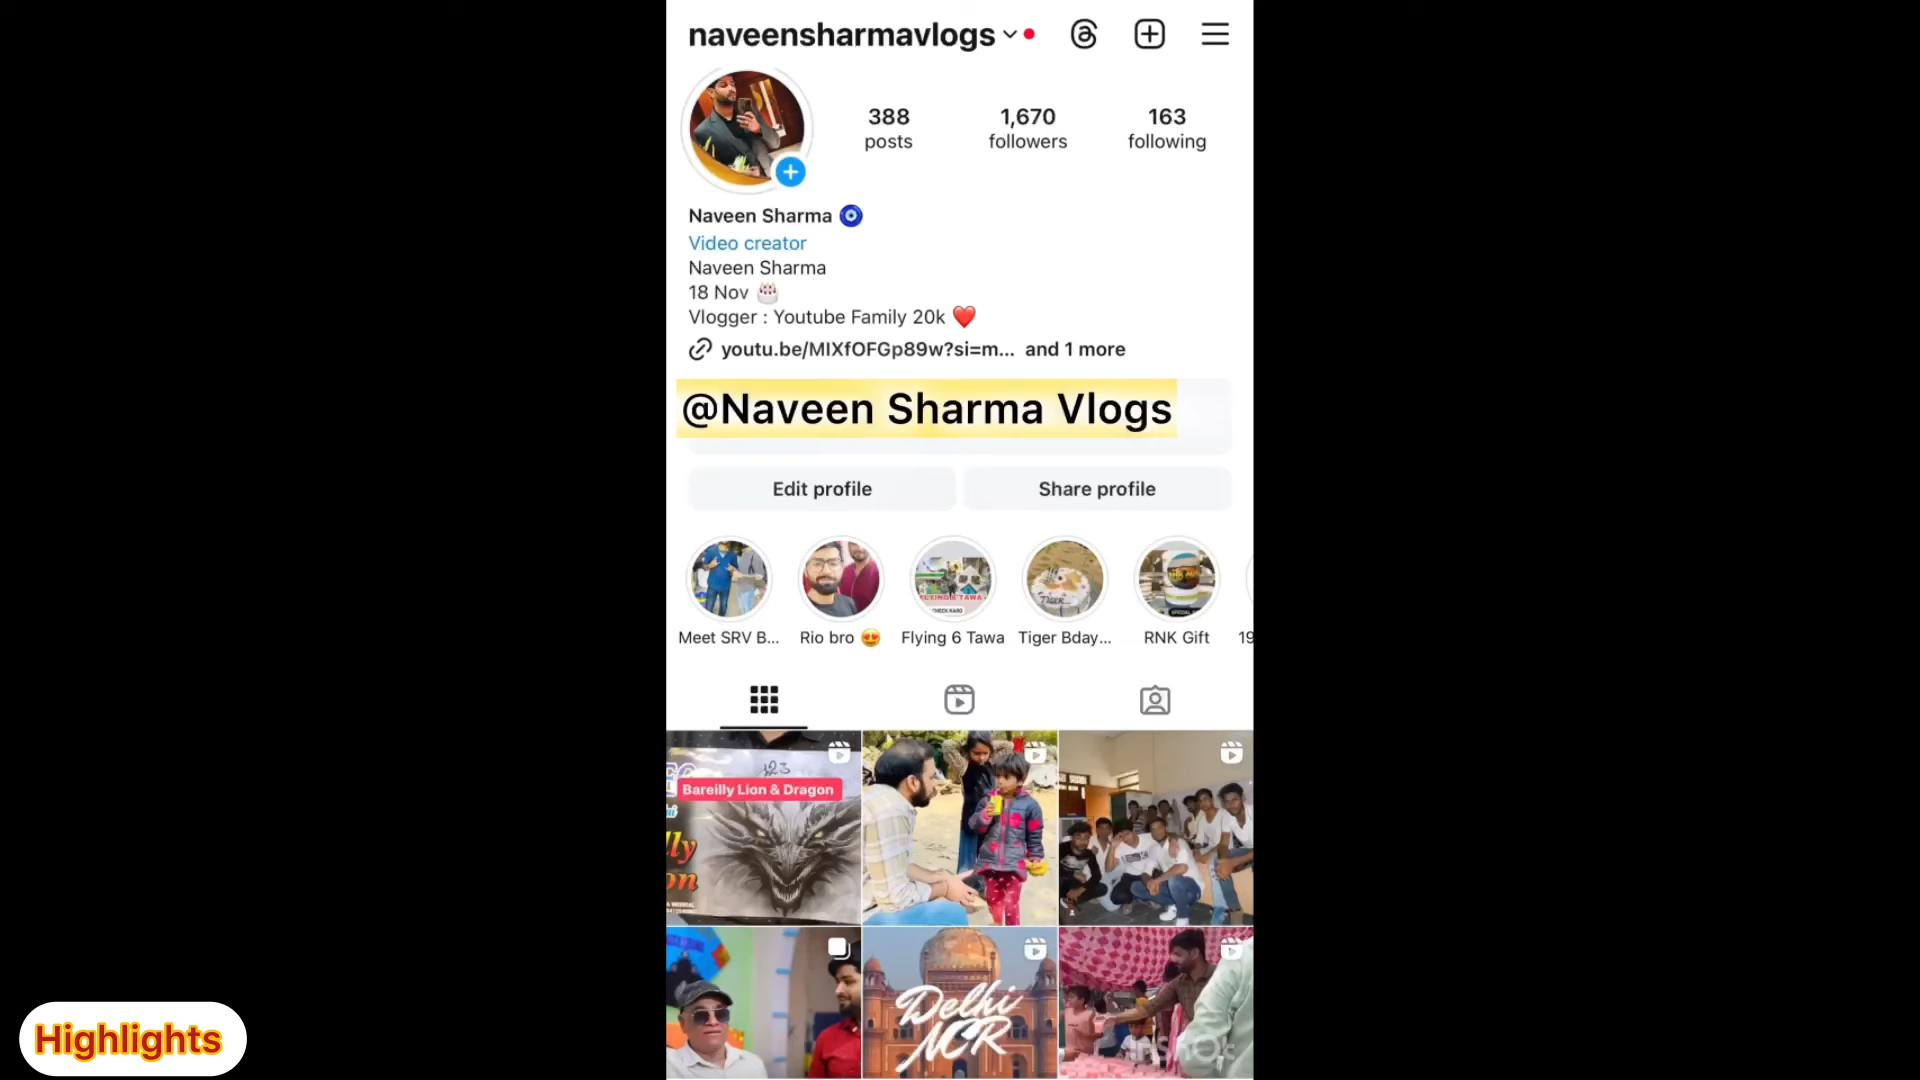 naveensharmavlogs
388
posts
1,670
followers
163
following
Naveen Sharma 🧿
Video creator
Naveen Sharma
18 Nov 🎂
Vlogger : Youtube Family 20k ❤️
youtu.be/MIXfOFGp89w?si=m... and 1 more
@Naveen Sharma Vlogs
Edit profile
Share profile
Meet SRV B...
Rio bro 😍
Flying 6 Tawa
Tiger Bday...
RNK Gift
19
123
Bareilly Lion & Dragon
Delhi
NCR
Highlights